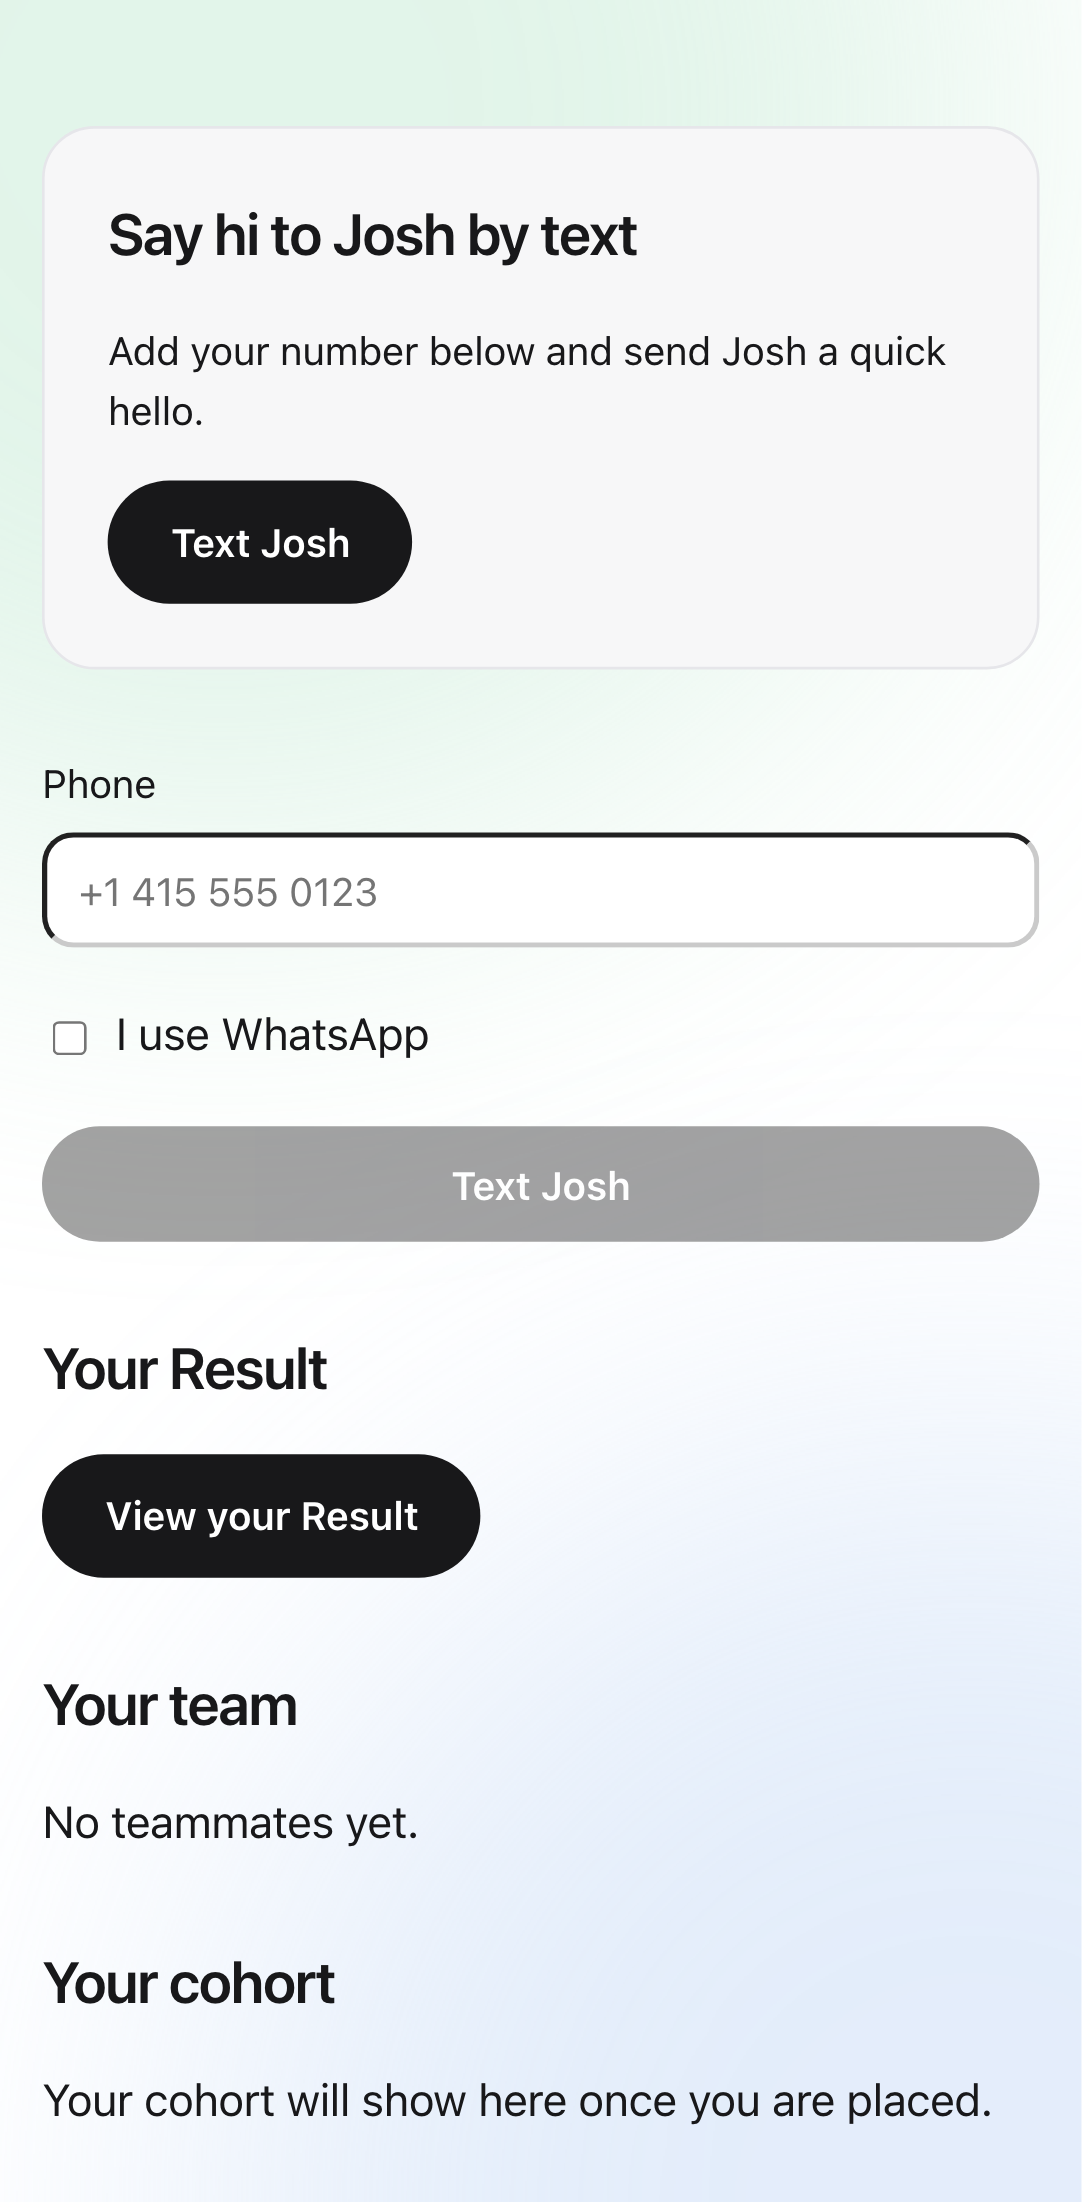 Say hi to Josh by text
Add your number below and send Josh a quick
hello.
Text Josh
Phone
+1 415 555 0123
I use WhatsApp
Text Josh
Your Result
View your Result
Your team
No teammates yet.
Your cohort
Your cohort will show here once you are placed.